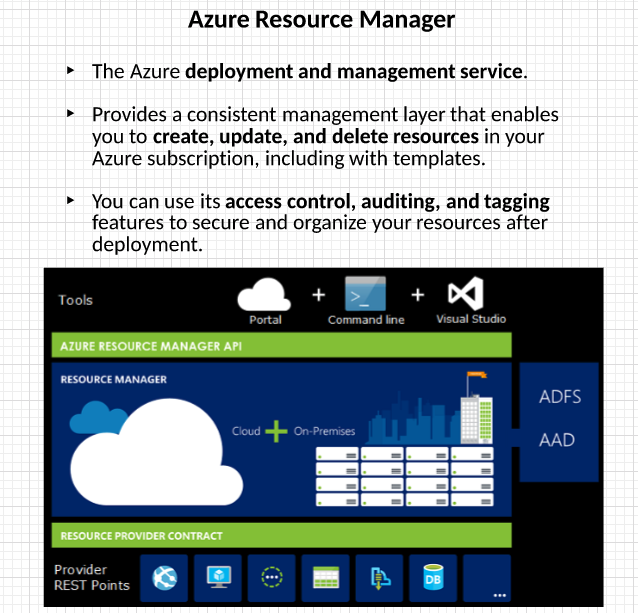 Azure Resource Manager
‣ The Azure deployment and management service.
‣ Provides a consistent management layer that enables
you to create, update, and delete resources in your
Azure subscription, including with templates.
‣ You can use its access control, auditing, and tagging
features to secure and organize your resources after
deployment.
Tools
+ >_ +
Portal Command line Visual Studio
AZURE RESOURCE MANAGER API
RESOURCE MANAGER
ADFS
Cloud + On-Premises
AAD
RESOURCE PROVIDER CONTRACT
Provider
REST Points
DB
...